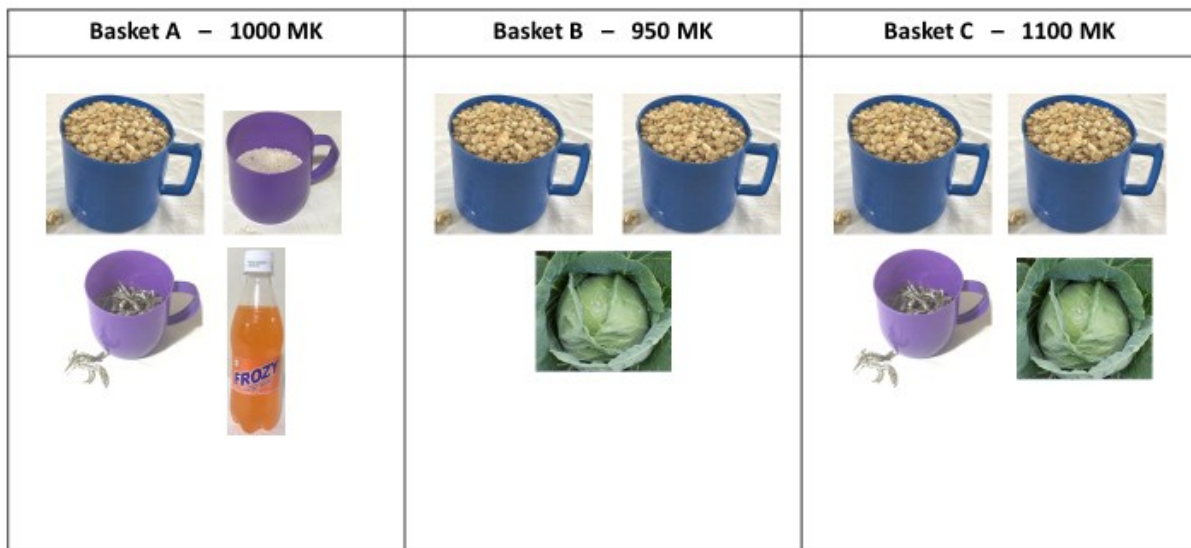 Basket A – 1000 MK
Basket B – 950 MK
Basket C – 1100 MK
FROZY